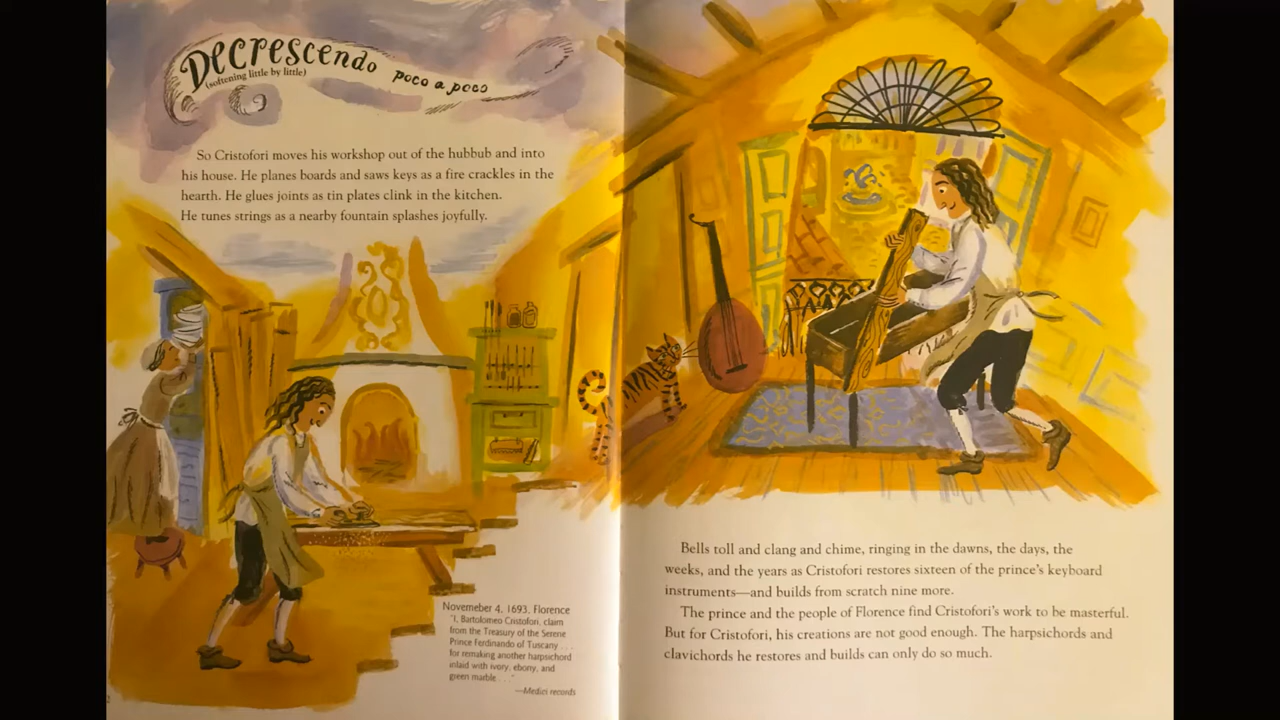 Decrescendo poco a poco
(softening little by little)
So Cristofori moves his workshop out of the hubbub and into
his house. He planes boards and saws keys as a fire crackles in the
hearth. He glues joints as tin plates clink in the kitchen.
He tunes strings as a nearby fountain splashes joyfully.
Novemeber 4, 1693, Florence
"I, Bartolomeo Cristofori, claim
from the Treasury of the Serene
Prince Ferdinando of Tuscany . . .
for remaking another harpsichord
inlaid with ivory, ebony, and
green marble . . ."
—Medici records
Bells toll and clang and chime, ringing in the dawns, the days, the
weeks, and the years as Cristofori restores sixteen of the prince's keyboard
instruments—and builds from scratch nine more.
The prince and the people of Florence find Cristofori's work to be masterful.
But for Cristofori, his creations are not good enough. The harpsichords and
clavichords he restores and builds can only do so much.